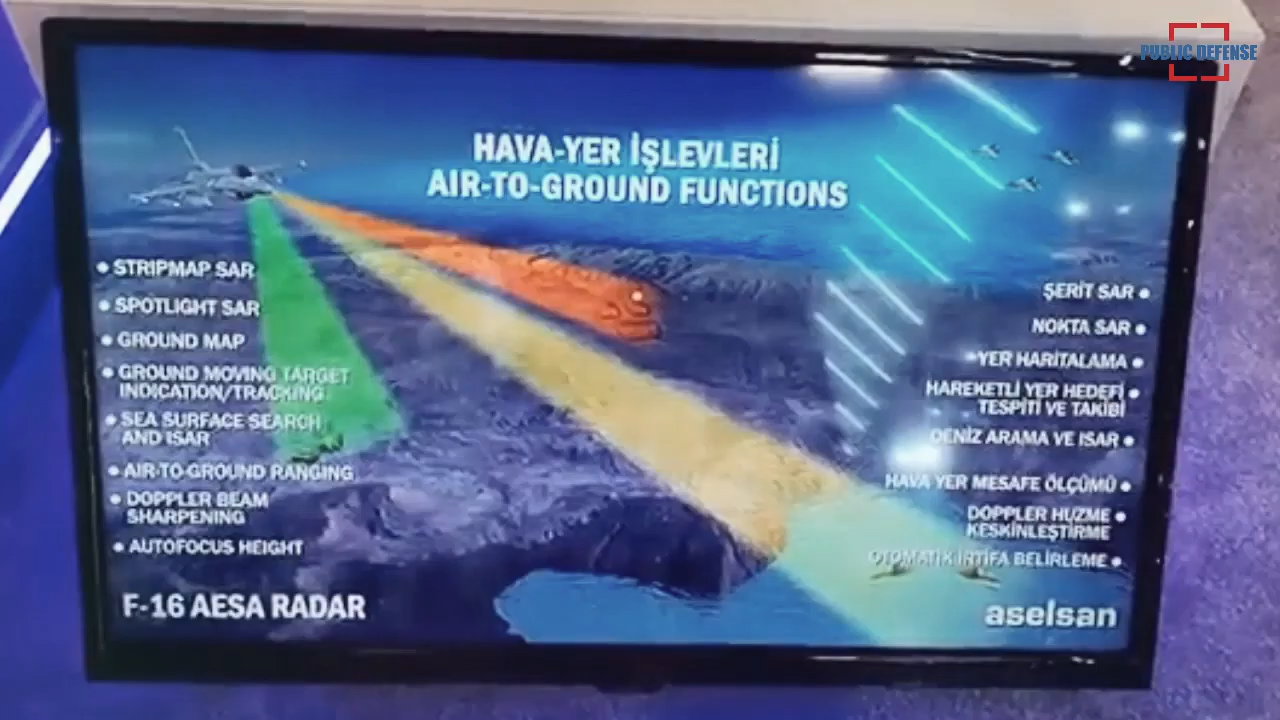 PUBLIC DEFENSE
HAVA-YER İŞLEVLERİ
AIR-TO-GROUND FUNCTIONS
• STRIPMAP SAR
• SPOTLIGHT SAR
• GROUND MAP
• GROUND MOVING TARGET
INDICATION/TRACKING
• SEA SURFACE SEARCH
AND ISAR
• AIR-TO-GROUND RANGING
• DOPPLER BEAM
SHARPENING
• AUTOFOCUS HEIGHT
F-16 AESA RADAR
ŞERİT SAR •
NOKTA SAR •
YER HARİTALAMA •
HAREKETLİ YER HEDEFİ •
TESPİTİ VE TAKİBİ
DENİZ ARAMA VE ISAR •
HAVA YER MESAFE ÖLÇÜMÜ •
DOPPLER HUZME •
KESKİNLEŞTİRME
OTOMATİK İRTİFA BELİRLEME •
aselsan